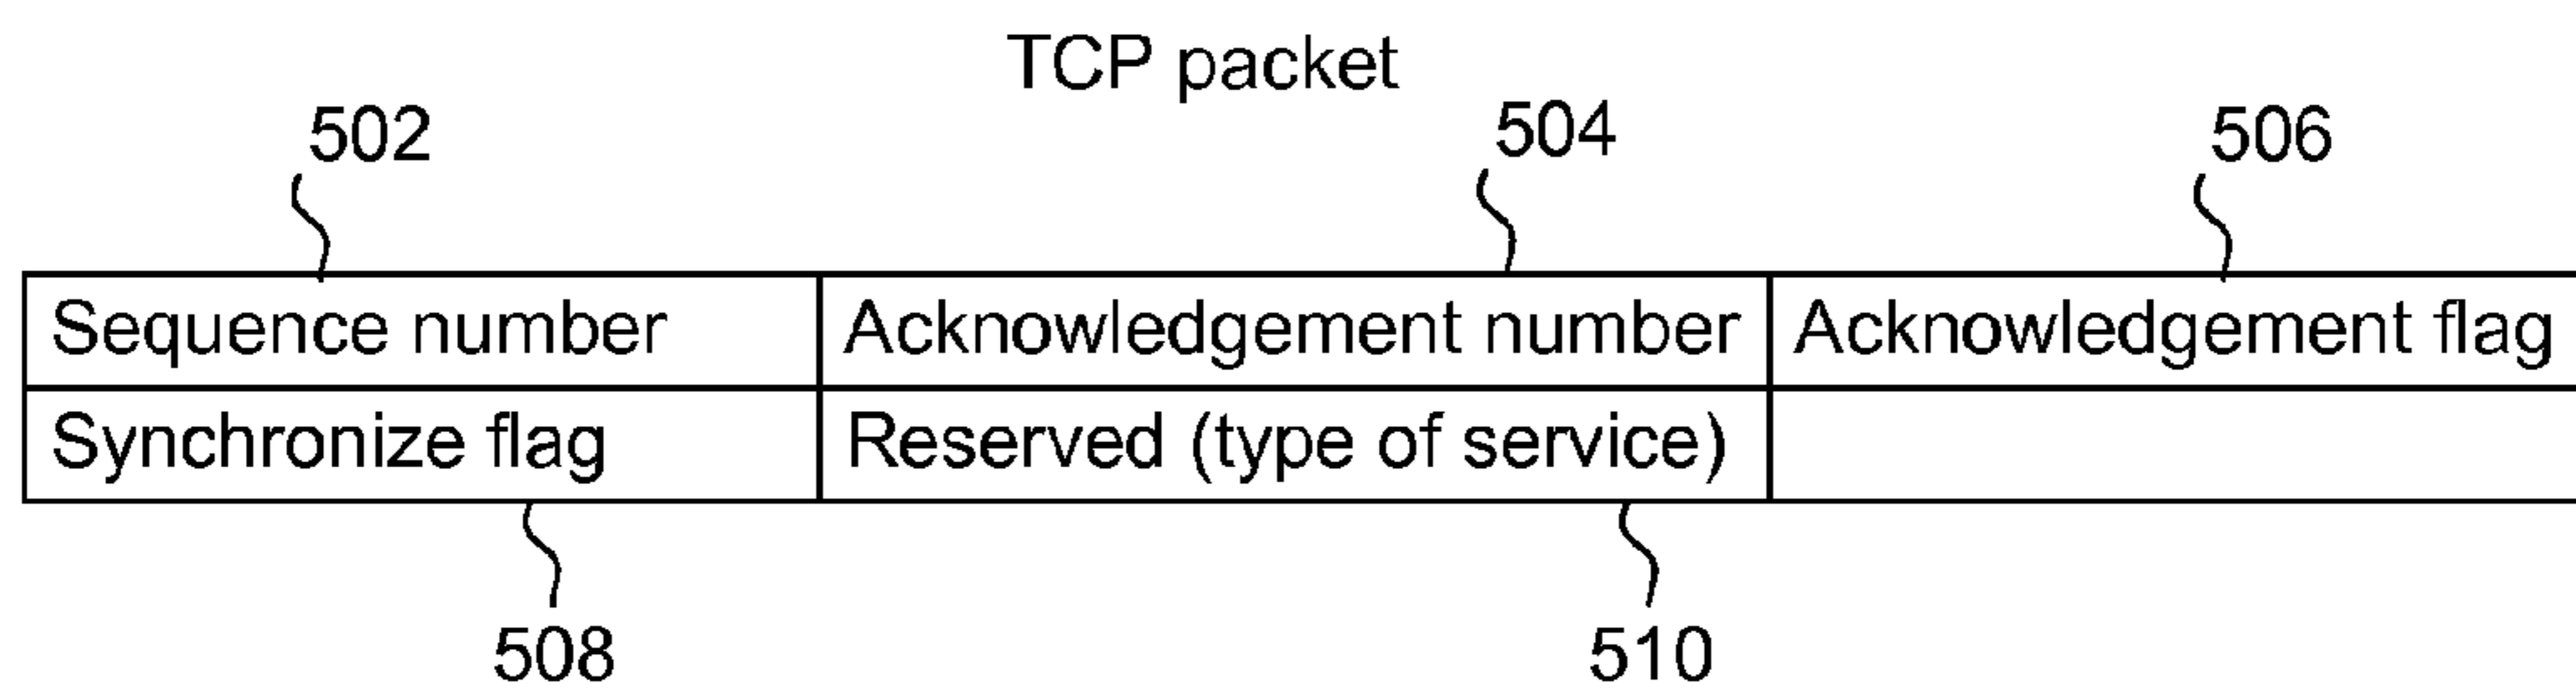 TCP packet
502 504 506
Sequence number Acknowledgement number Acknowledgement flag
Synchronize flag Reserved (type of service)
508 510